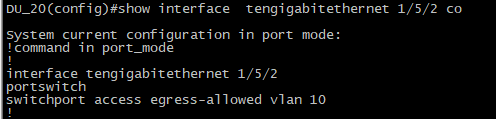 DU_20(config)#show interface  tengigabitethernet 1/5/2 co
System current configuration in port mode:
!command in port_mode
!
interface tengigabitethernet 1/5/2
portswitch
switchport access egress-allowed vlan 10
!